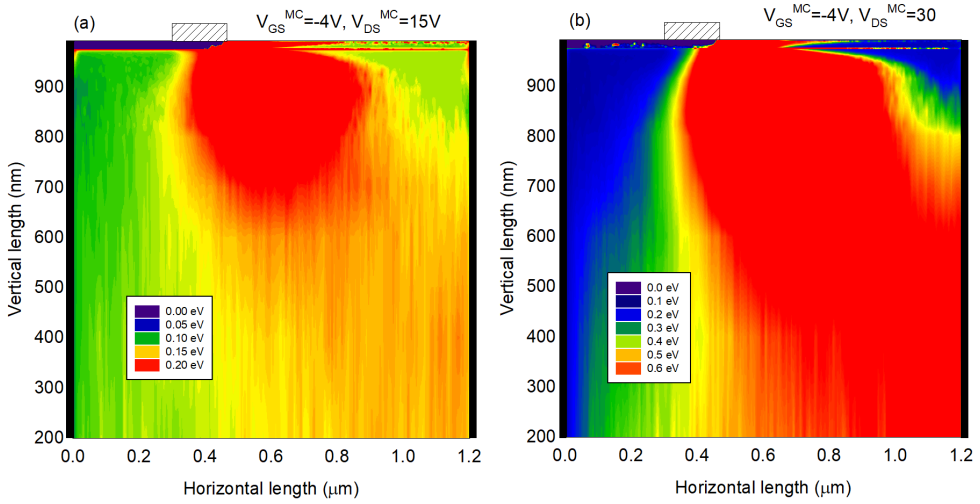 (a)
V_GS^MC=-4V, V_DS^MC=15V
Vertical length (nm)
900
800
700
600
500
400
300
200
0.00 eV
0.05 eV
0.10 eV
0.15 eV
0.20 eV
0.0 0.2 0.4 0.6 0.8 1.0 1.2
Horizontal length (μm)
(b)
V_GS^MC=-4V, V_DS^MC=30
Vertical length (nm)
900
800
700
600
500
400
300
200
0.0 eV
0.1 eV
0.2 eV
0.3 eV
0.4 eV
0.5 eV
0.6 eV
0.0 0.2 0.4 0.6 0.8 1.0 1.2
Horizontal length (μm)